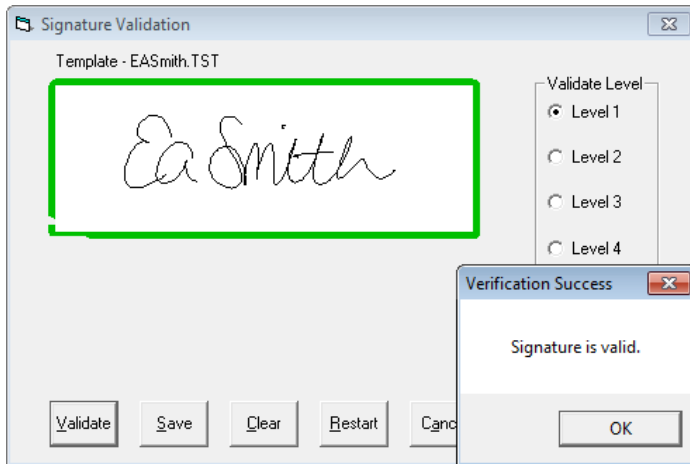 Signature Validation
Template - EASmith.TST
Ea Smith
Validate Level
Level 1
Level 2
Level 3
Level 4
Verification Success
Signature is valid.
OK
Validate
Save
Clear
Restart
Canc